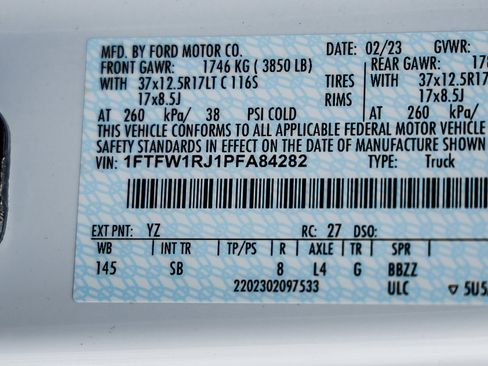 MFD. BY FORD MOTOR CO. DATE: 02/23 GVWR:
FRONT GAWR: 1746 KG ( 3850 LB) REAR GAWR: 178
WITH 37x12.5R17LT C 116S TIRES 37x12.5R17
17x8.5J RIMS 17x8.5J
AT 260 kPa/ 38 PSI COLD AT 260 kPa/
THIS VEHICLE CONFORMS TO ALL APPLICABLE FEDERAL MOTOR VEHICLE
SAFETY STANDARDS IN EFFECT ON THE DATE OF MANUFACTURE SHOWN
VIN: 1FTFW1RJ1PFA84282 TYPE: Truck
EXT PNT: YZ RC: 27 DSO:
WB INT TR TP/PS R AXLE TR SPR
145 SB 8 L4 G BBZZ
2202302097533 ULC ▽ 5U5